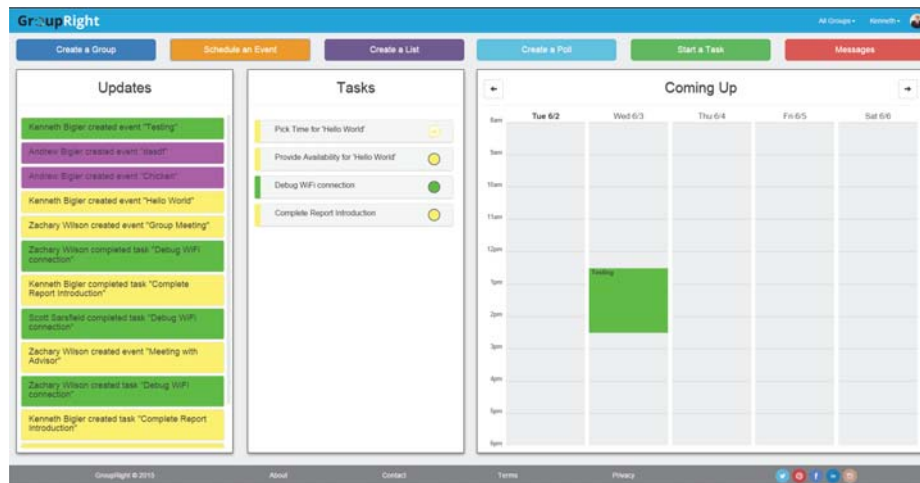 GroupRight
All Groups
Kenneth
Create a Group
Schedule an Event
Create a List
Create a Poll
Start a Task
Messages
Updates
Kenneth Bigler created event "Testing"
Andrew Bigler created event "asasdf"
Andrew Bigler created event "Chicken"
Kenneth Bigler created event "Hello World"
Zachary Wilson created event "Group Meeting"
Zachary Wilson completed task "Debug WiFi
connection"
Kenneth Bigler completed task "Complete
Report Introduction"
Scott Sarsfield completed task "Debug WiFi
connection"
Zachary Wilson created event "Meeting with
Advisor"
Zachary Wilson created task "Debug WiFi
connection"
Kenneth Bigler created task "Complete Report
Introduction"
Tasks
Pick Time for 'Hello World'
Provide Availability for 'Hello World'
Debug WiFi connection
Complete Report Introduction
Coming Up
Tue 6/2
Wed 6/3
Thu 6/4
Fri 6/5
Sat 6/6
8am
9am
10am
11am
12pm
1pm
2pm
3pm
4pm
5pm
6pm
Testing
GroupRight © 2015
About
Contact
Terms
Privacy